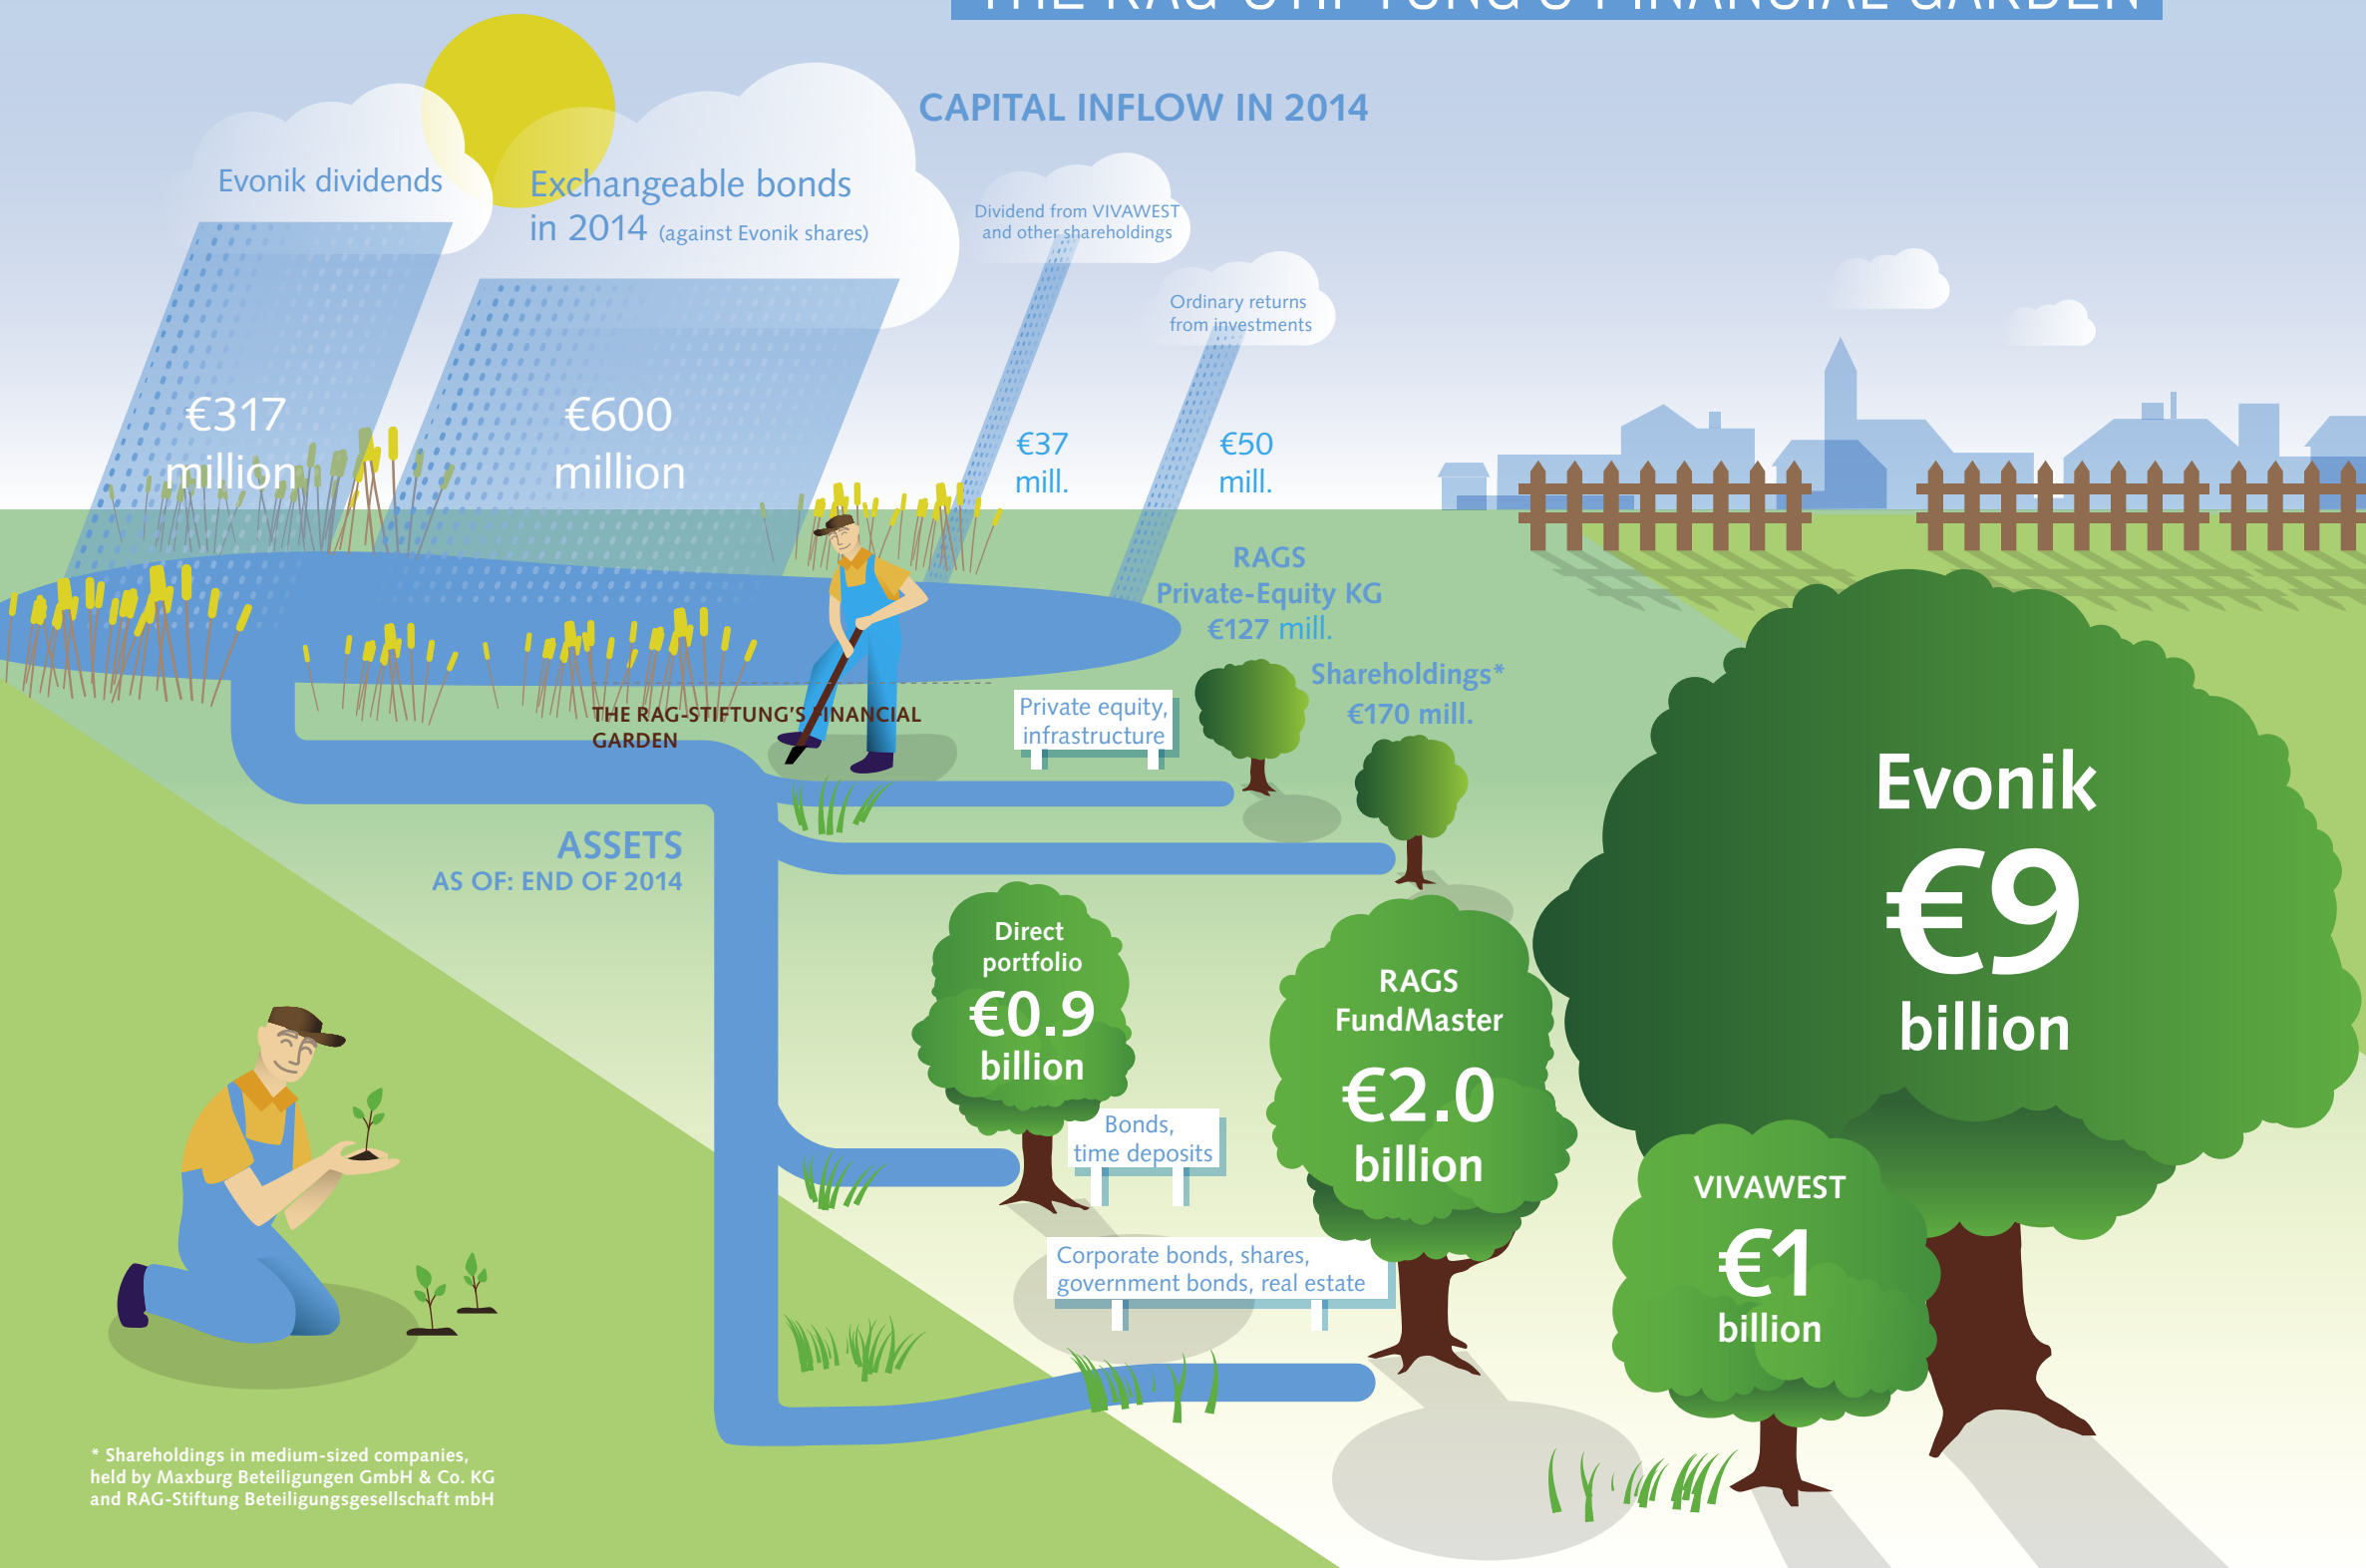 THE RAG-STIFTUNG'S FINANCIAL GARDEN
CAPITAL INFLOW IN 2014
Evonik dividends
Exchangeable bonds
in 2014 (against Evonik shares)
Dividend from VIVAWEST
and other shareholdings
Ordinary returns
from investments
€317
million
€600
million
€37
mill.
€50
mill.
RAGS
Private-Equity KG
€127 mill.
Shareholdings*
€170 mill.
Private equity,
infrastructure
THE RAG-STIFTUNG'S FINANCIAL
GARDEN
ASSETS
AS OF: END OF 2014
Evonik
€9
billion
Direct
portfolio
€0.9
billion
RAGS
FundMaster
€2.0
billion
Bonds,
time deposits
VIVAWEST
€1
billion
Corporate bonds, shares,
government bonds, real estate
* Shareholdings in medium-sized companies,
held by Maxburg Beteiligungen GmbH & Co. KG
and RAG-Stiftung Beteiligungsgesellschaft mbH